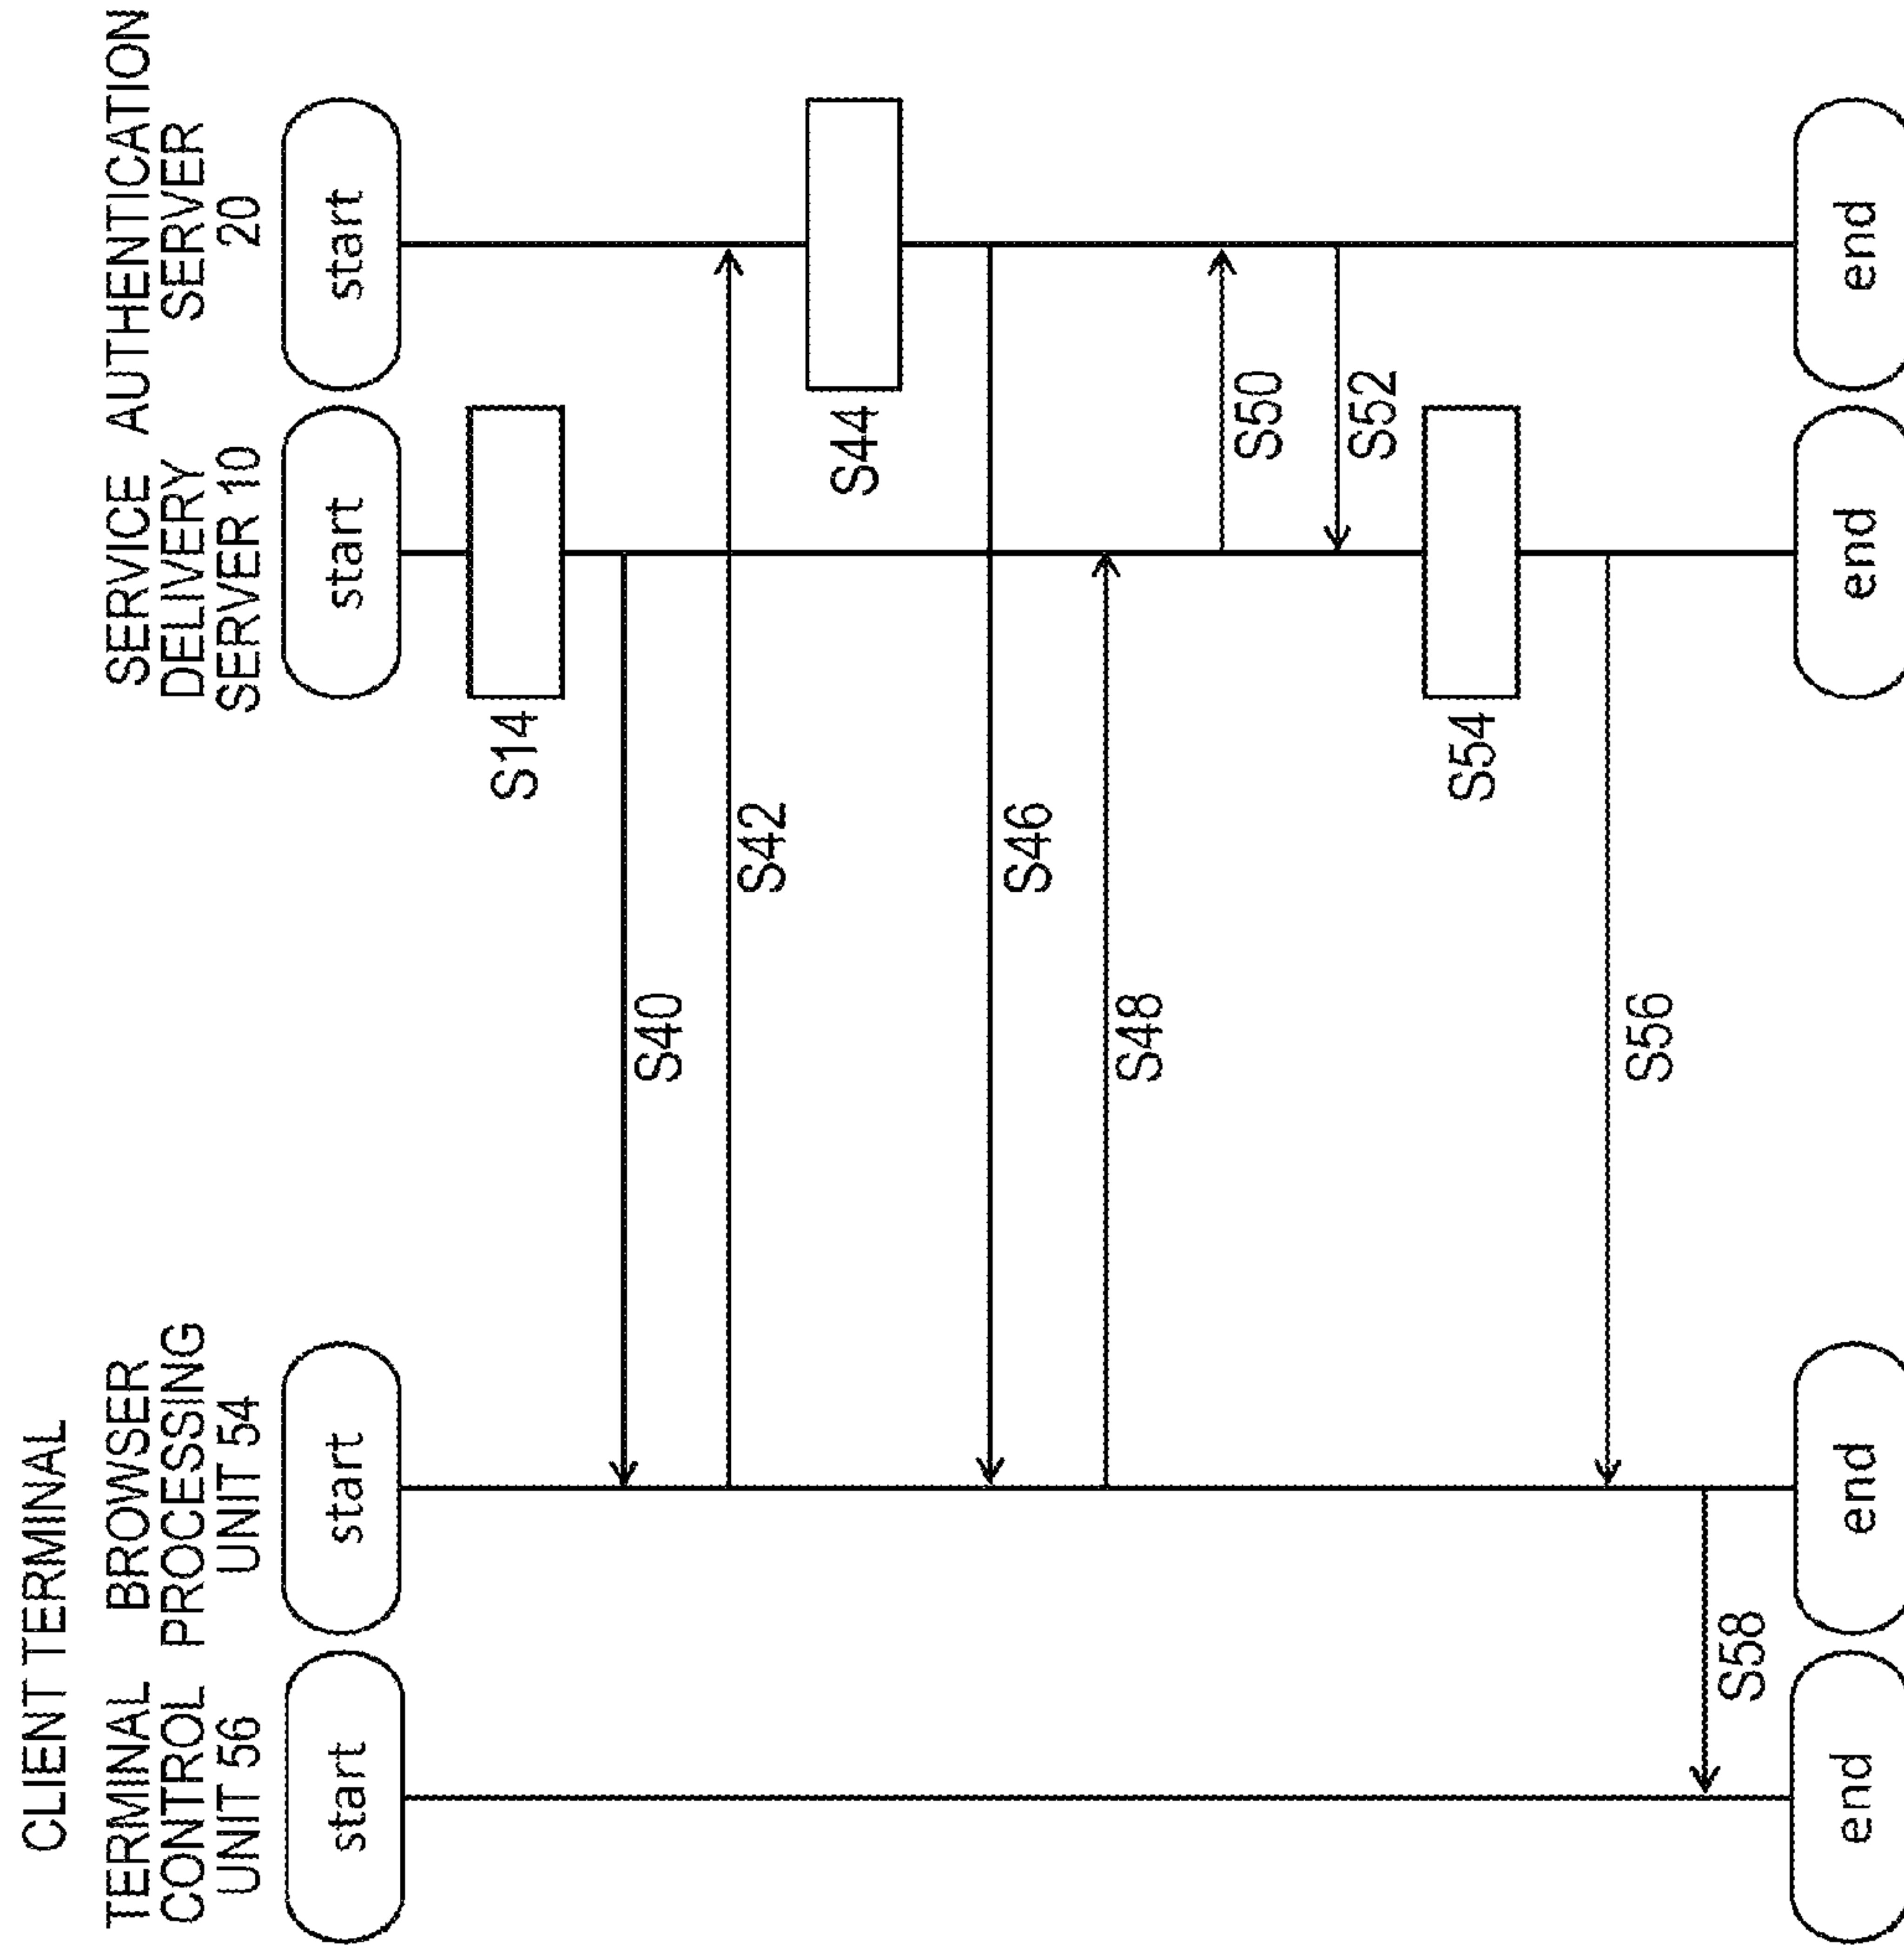 CLIENT TERMINAL
TERMINAL
CONTROL
UNIT 56
BROWSER
PROCESSING
UNIT 54
SERVICE
DELIVERY
SERVER 10
AUTHENTICATION
SERVER
20
start
start
start
start
S14
S40
S42
S44
S46
S48
S50
S52
S54
S56
S58
end
end
end
end